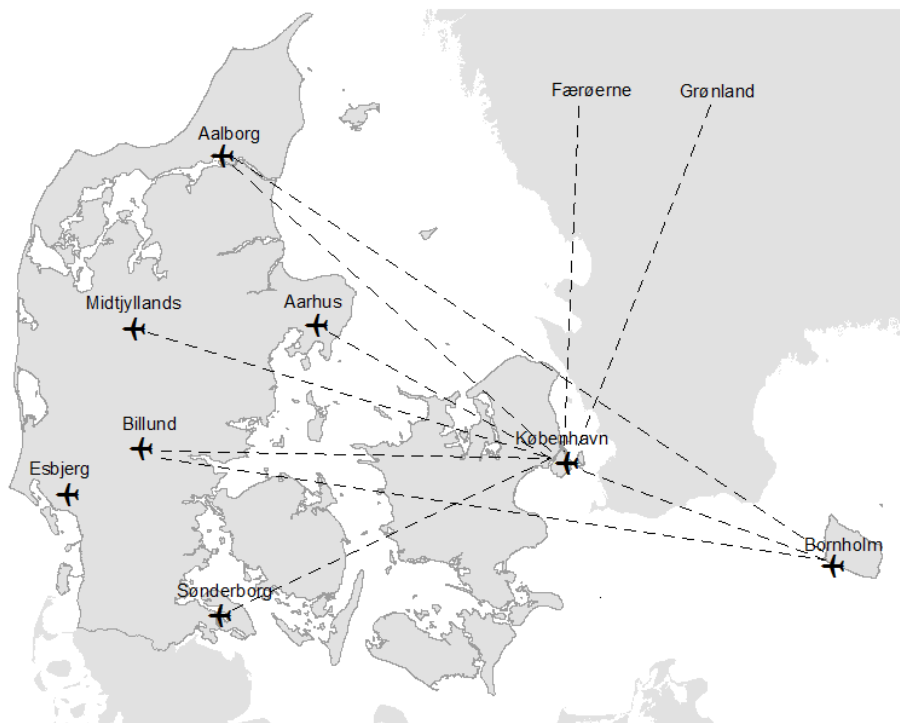 Færøerne
Grønland
Aalborg
Midtjyllands
Aarhus
Billund
København
Esbjerg
Bornholm
Sønderborg